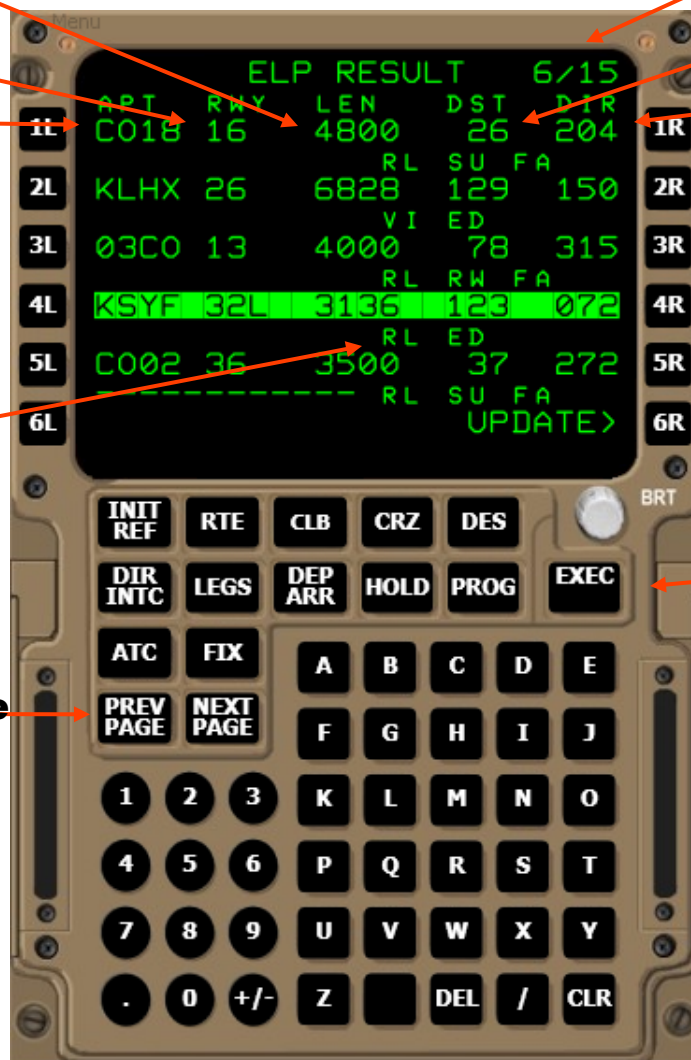 Menu
ELP RESULT 6/15
APT RWY LEN DST DIR
1L CO18 16 4800 26 204 1R
RL SU FA
2L KLHX 26 6828 129 150 2R
VI ED
3L 03CO 13 4000 78 315 3R
RL RW FA
4L KSYF 32L 3136 123 072 4R
RL ED
5L CO02 36 3500 37 272 5R
------------- RL SU FA
6L UPDATE> 6R
BRT
INIT REF RTE CLB CRZ DES
DIR INTC LEGS DEP ARR HOLD PROG EXEC
ATC FIX A B C D E
e PREV PAGE NEXT PAGE F G H I J
1 2 3 K L M N O
4 5 6 P Q R S T
7 8 9 U V W X Y
. 0 +/- Z DEL / CLR